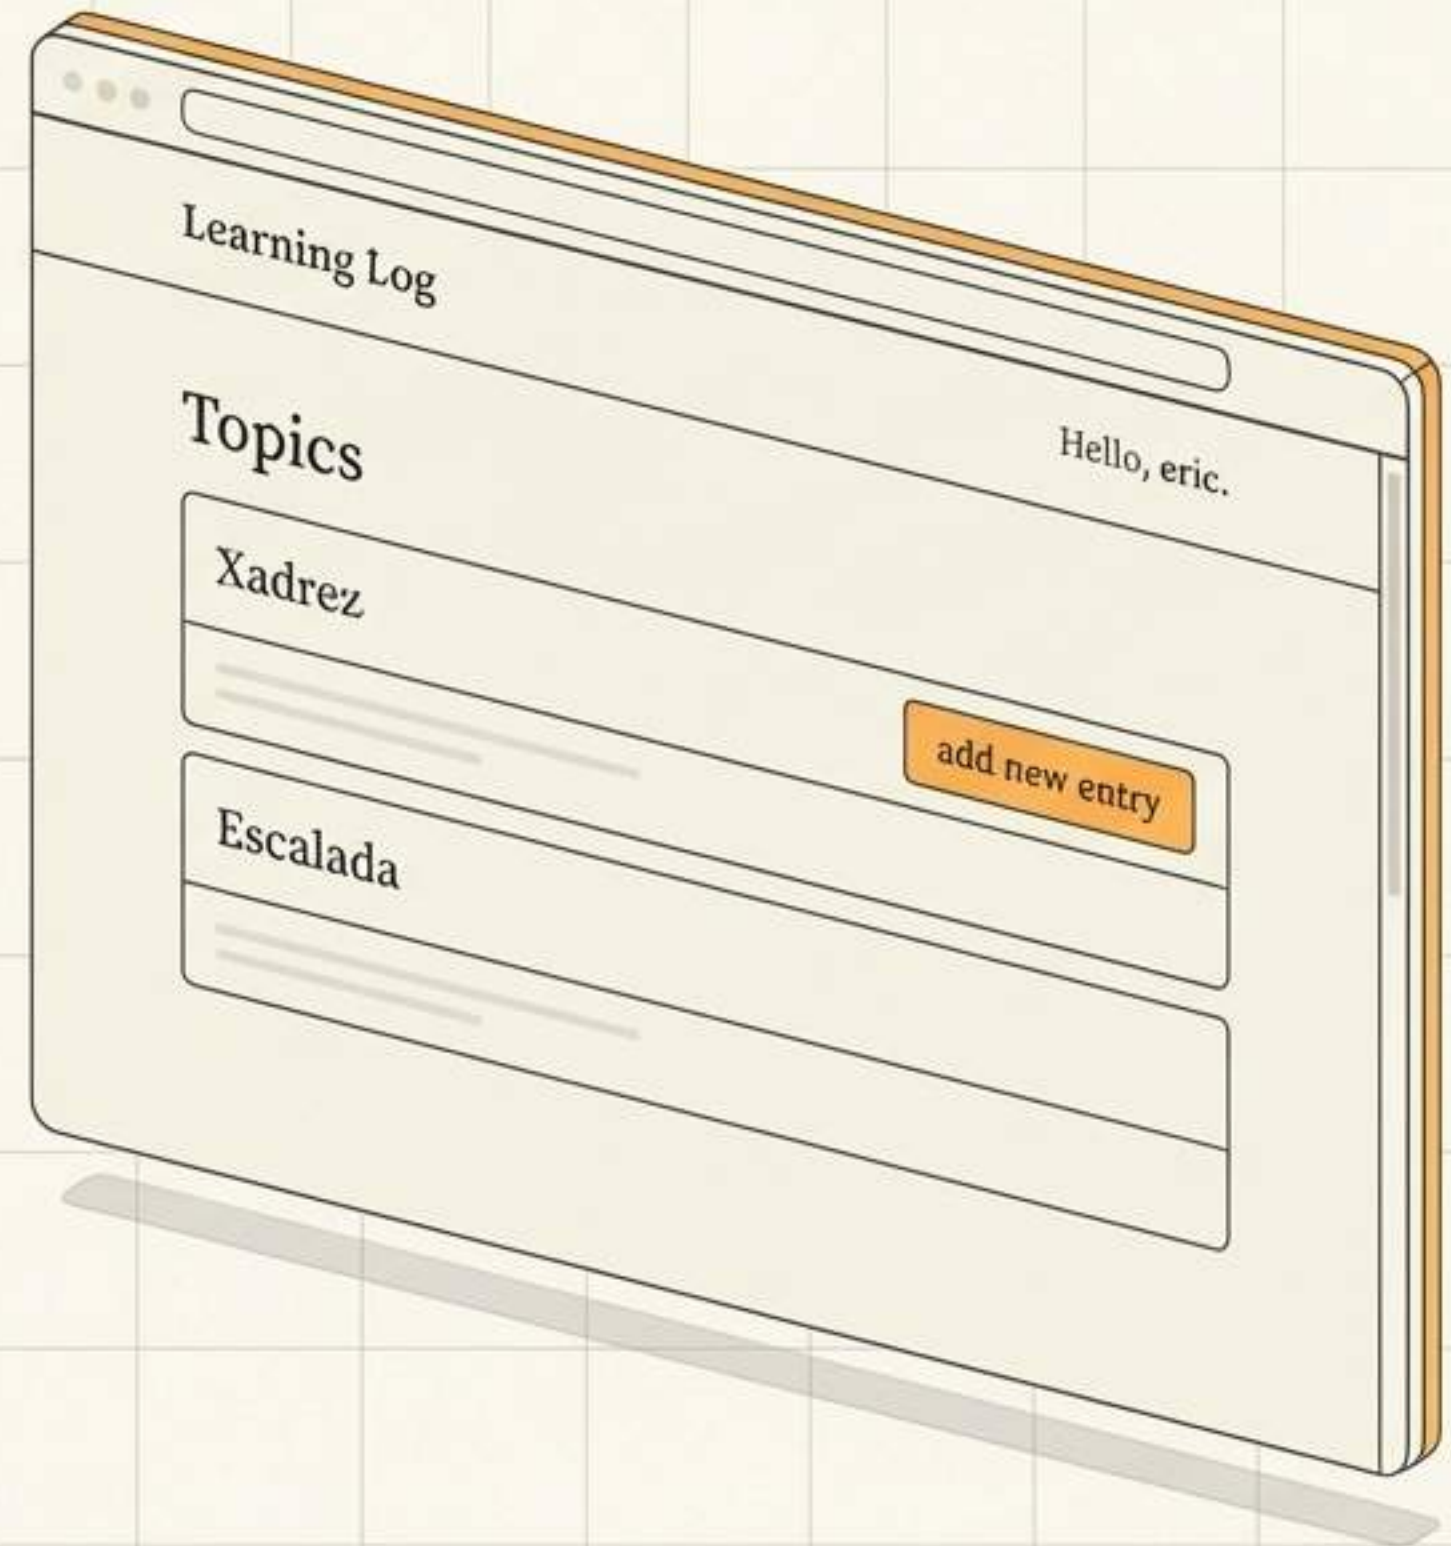 Learning Log
Hello, eric.
Topics
Xadrez
add new entry
Escalada